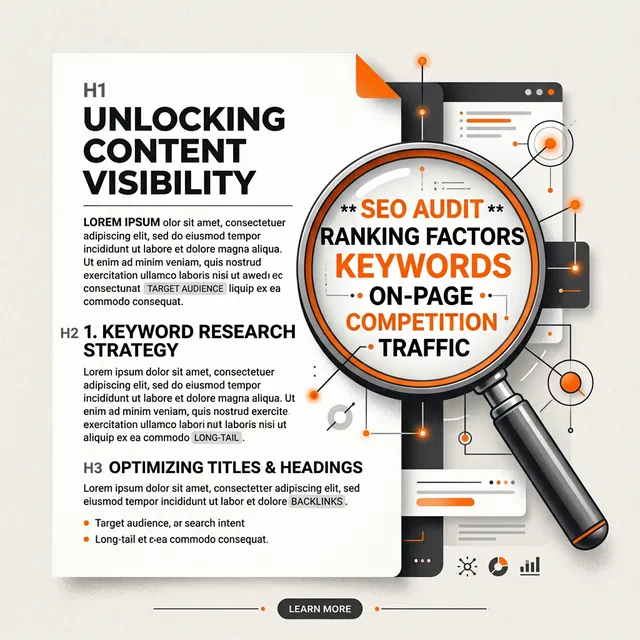 H1
UNLOCKING
CONTENT
VISIBILITY
LOREM IPSUM olor sit amet, consectetuer
adipiscing elit, sed do eiusmod tempor
incididunt ut labore et dolore magna aliqua.
Ut enim ad minim veniam, quis nostrud
exercitation ullamco laboris nisi ut
consectunat TARGET AUDIENCE liquip ex ea
commodo consequat.
H2 1. KEYWORD RESEARCH
STRATEGY
Lorem ipsum dolor sit amet, consectetuer
adipiscing elit, sed do eiusmod tempor
incididunt ut labore et dolore magna aliqua. Ut
enim ad minim veniam, quis nostrud exercite
exercitation ullamco labori nut laboris nisi ut
aliquip ex ea commodo LONG-TAIL.
H3 OPTIMIZING TITLES & HEADINGS
Lorem ipsum dolor sit amet, consectetter adipiscing elit, sed do
eiusmod tempor incididunt ut labor et dolore BACKLINKS.
• Target audience, ar search intent
• Long-tail et commodo consequat.
** SEO AUDIT **
RANKING FACTORS
KEYWORDS
ON-PAGE
COMPETITION
TRAFFIC
LEARN MORE